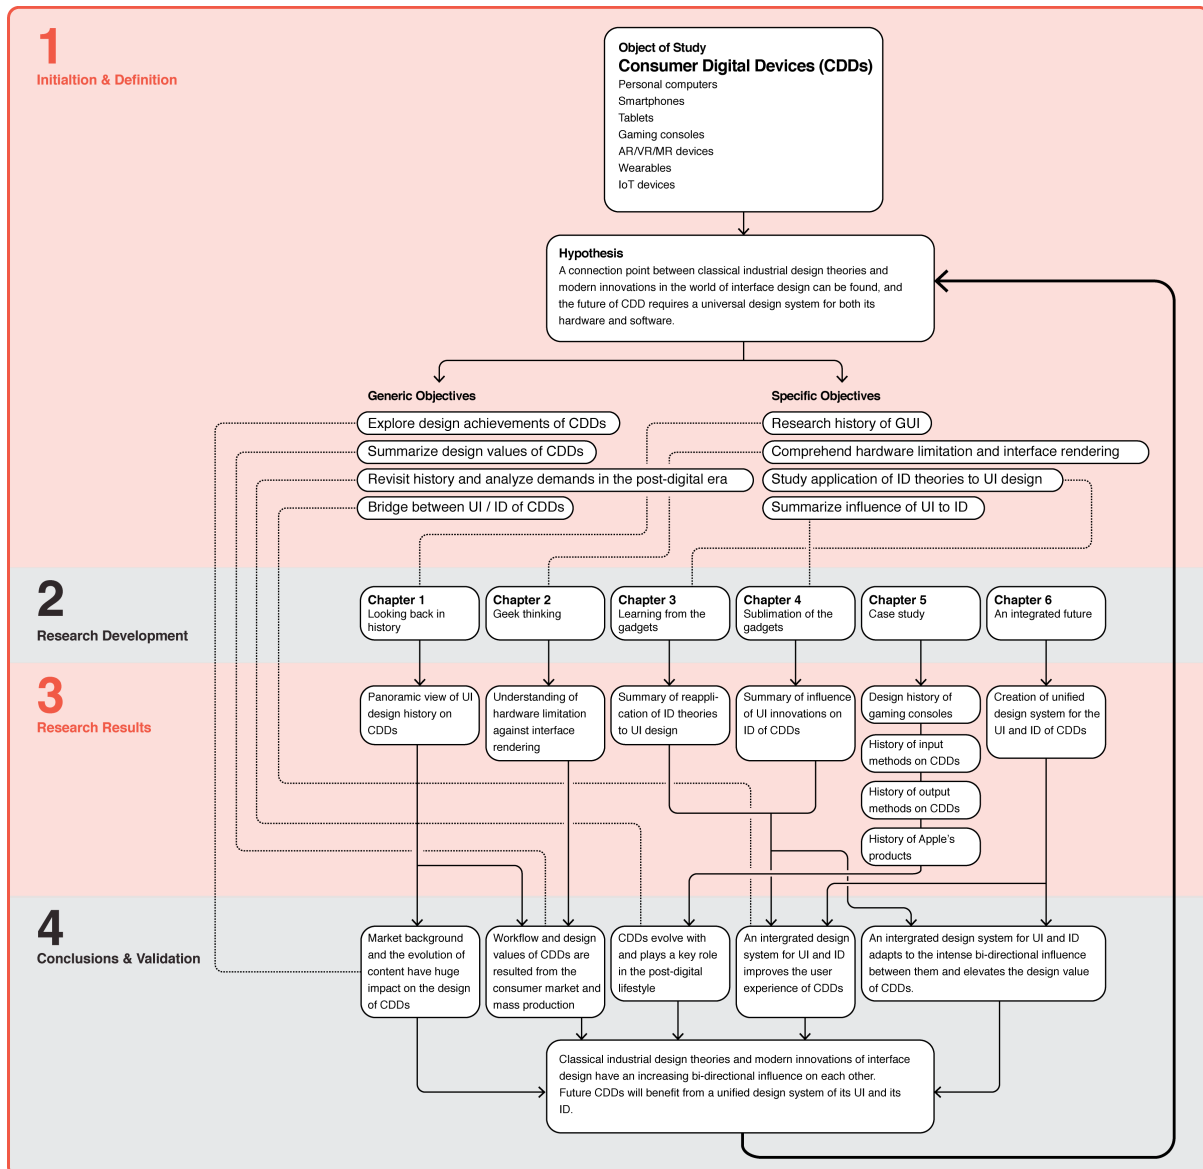 1
Initialtion & Definition
Object of Study
Consumer Digital Devices (CDDs)
Personal computers
Smartphones
Tablets
Gaming consoles
AR/VR/MR devices
Wearables
IoT devices
Hypothesis
A connection point between classical industrial design theories and
modern innovations in the world of interface design can be found, and
the future of CDD requires a universal design system for both its
hardware and software.
Generic Objectives
Explore design achievements of CDDs
Summarize design values of CDDs
Revisit history and analyze demands in the post-digital era
Bridge between UI / ID of CDDs
Specific Objectives
Research history of GUI
Comprehend hardware limitation and interface rendering
Study application of ID theories to UI design
Summarize influence of UI to ID
2
Research Development
Chapter 1
Looking back in
history
Chapter 2
Geek thinking
Chapter 3
Learning from the
gadgets
Chapter 4
Sublimation of the
gadgets
Chapter 5
Case study
Chapter 6
An integrated future
3
Research Results
Panoramic view of UI
design history on
CDDs
Understanding of
hardware limitation
against interface
rendering
Summary of reappli-
cation of ID theories
to UI design
Summary of influence
of UI innovations on
ID of CDDs
Design history of
gaming consoles
History of input
methods on CDDs
History of output
methods on CDDs
History of Apple's
products
Creation of unified
design system for the
UI and ID of CDDs
4
Conclusions & Validation
Market background
and the evolution of
content have huge
impact on the design
of CDDs
Workflow and design
values of CDDs are
resulted from the
consumer market and
mass production
CDDs evolve with
and plays a key role
in the post-digital
lifestyle
An intergrated design
system for UI and ID
improves the user
experience of CDDs
An intergrated design system for UI and ID
adapts to the intense bi-directional influence
between them and elevates the design value
of CDDs.
Classical industrial design theories and modern innovations of interface
design have an increasing bi-directional influence on each other.
Future CDDs will benefit from a unified design system of its UI and its
ID.